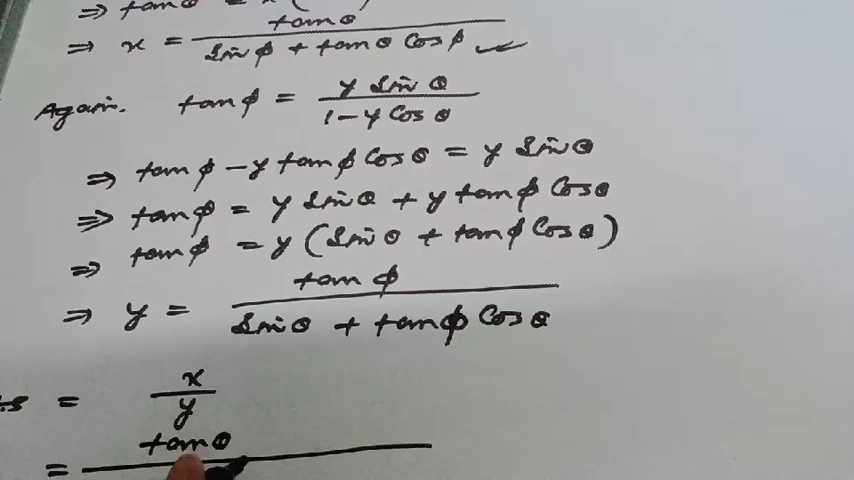 ⇒ tanθ = x(
⇒ x = tanθ / (Sinφ + tanθ Cosφ) ✓
Again. tanφ = y Sinθ / (1 - y Cosθ)
⇒ tanφ - y tanφ Cosθ = y Sinθ
⇒ tanφ = y Sinθ + y tanφ Cosθ
⇒ tanφ = y (Sinθ + tanφ Cosθ)
⇒ y = tanφ / (Sinθ + tanφ Cosθ)
= x / y
= tanθ /